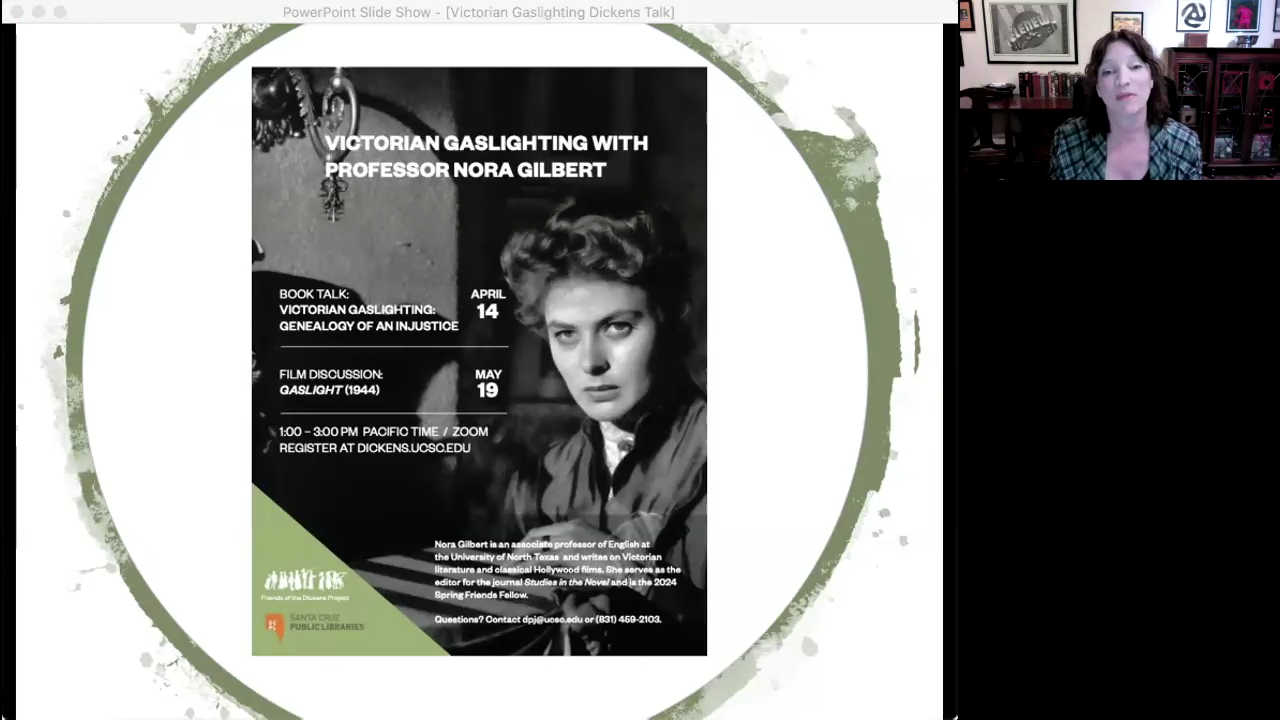 PowerPoint Slide Show - [Victorian Gaslighting Dickens Talk]
VICTORIAN GASLIGHTING WITH
PROFESSOR NORA GILBERT
BOOK TALK:
VICTORIAN GASLIGHTING:
GENEALOGY OF AN INJUSTICE
APRIL
14
FILM DISCUSSION:
GASLIGHT (1944)
MAY
19
1:00 – 3:00 PM PACIFIC TIME / ZOOM
REGISTER AT DICKENS.UCSC.EDU
Nora Gilbert is an associate professor of English at
the University of North Texas and writes on Victorian
literature and classical Hollywood films. She serves as the
editor for the journal Studies in the Novel and is the 2024
Spring Friends Fellow.
Questions? Contact dpj@ucsc.edu or (831) 459-2103.
Friends of the Dickens Project
SC
PL
SANTA CRUZ
PUBLIC LIBRARIES